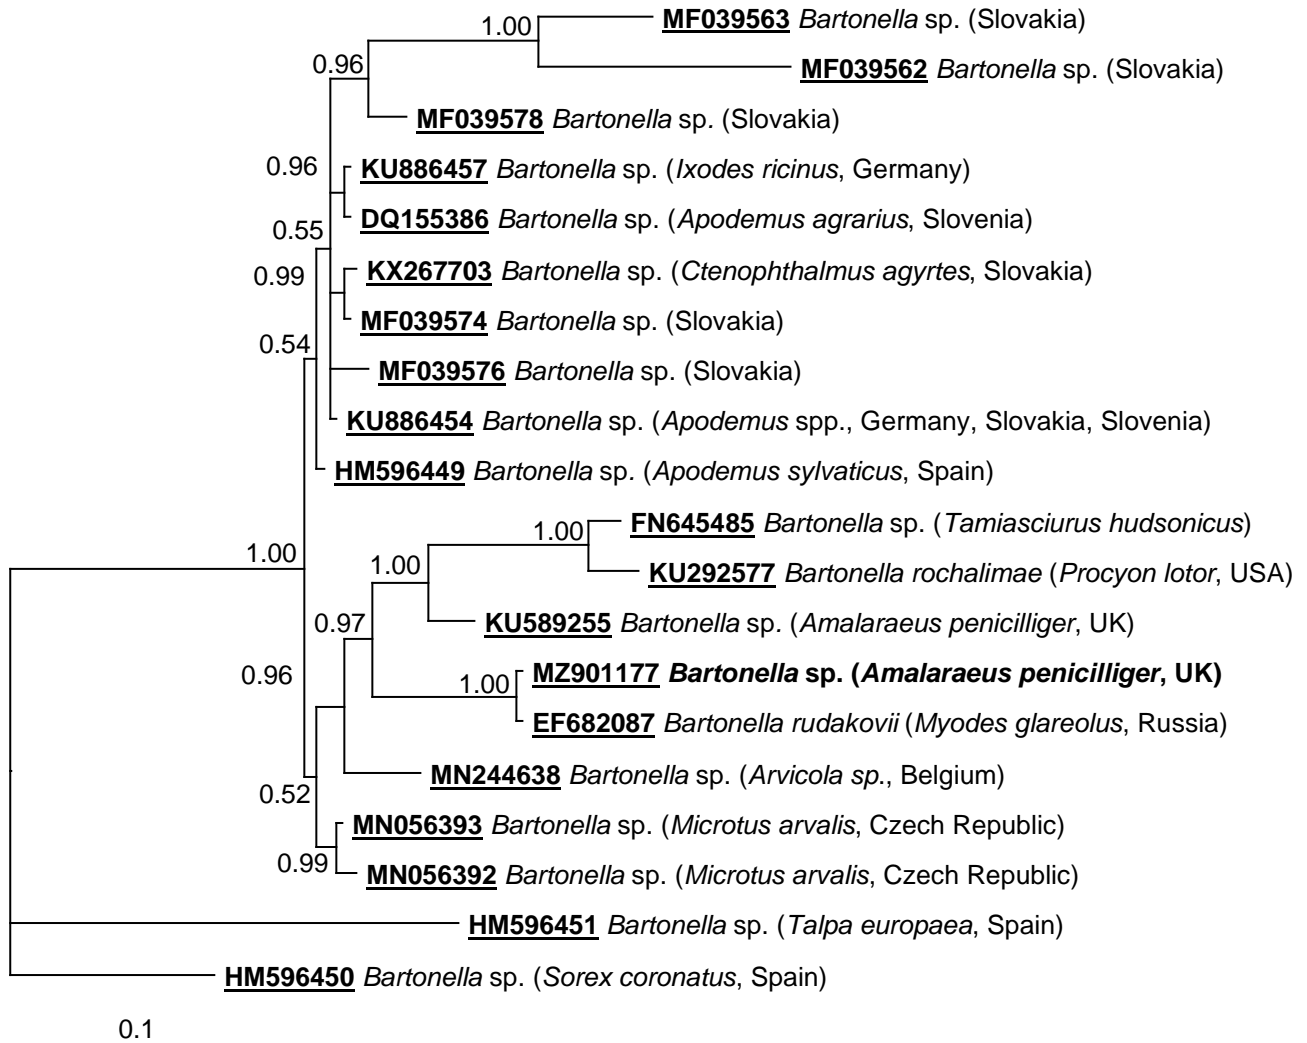 1.00 MF039563 Bartonella sp. (Slovakia)
0.96 MF039562 Bartonella sp. (Slovakia)
MF039578 Bartonella sp. (Slovakia)
0.96 KU886457 Bartonella sp. (Ixodes ricinus, Germany)
0.55 DQ155386 Bartonella sp. (Apodemus agrarius, Slovenia)
0.99 KX267703 Bartonella sp. (Ctenophthalmus agyrtes, Slovakia)
MF039574 Bartonella sp. (Slovakia)
0.54 MF039576 Bartonella sp. (Slovakia)
KU886454 Bartonella sp. (Apodemus spp., Germany, Slovakia, Slovenia)
HM596449 Bartonella sp. (Apodemus sylvaticus, Spain)
1.00 FN645485 Bartonella sp. (Tamiasciurus hudsonicus)
1.00 1.00 KU292577 Bartonella rochalimae (Procyon lotor, USA)
0.97 KU589255 Bartonella sp. (Amalaraeus penicilliger, UK)
0.96 1.00 MZ901177 Bartonella sp. (Amalaraeus penicilliger, UK)
EF682087 Bartonella rudakovii (Myodes glareolus, Russia)
MN244638 Bartonella sp. (Arvicola sp., Belgium)
0.52 MN056393 Bartonella sp. (Microtus arvalis, Czech Republic)
0.99 MN056392 Bartonella sp. (Microtus arvalis, Czech Republic)
HM596451 Bartonella sp. (Talpa europaea, Spain)
HM596450 Bartonella sp. (Sorex coronatus, Spain)
0.1